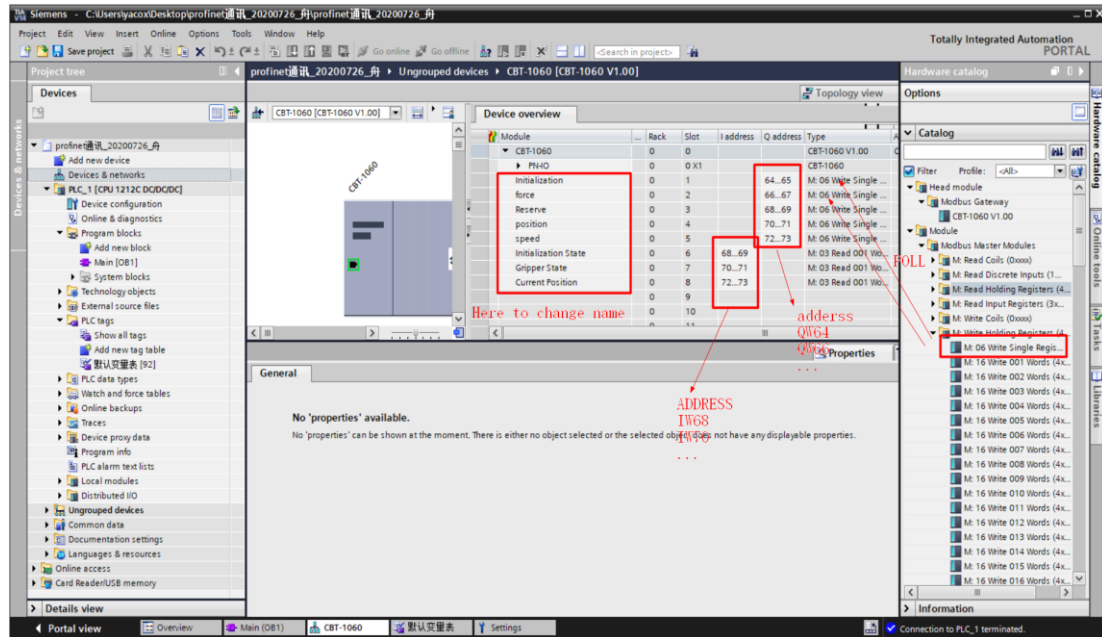 Siemens - C:\Users\yacox\Desktop\profinet通讯_20200726_舟\profinet通讯_20200726_舟
Project Edit View Insert Online Options Tools Window Help
Totally Integrated Automation
PORTAL
Save project
Go online
Go offline
<Search in project>
Project tree
profinet通讯_20200726_舟 ▸ Ungrouped devices ▸ CBT-1060 [CBT-1060 V1.00]
Hardware catalog
Devices
Topology view
Options
CBT-1060 [CBT-1060 V1.00]
Device overview
Module ... Rack Slot I address Q address Type
CBT-1060 0 0 CBT-1060 V1.00
PN-IO 0 0 X1 CBT-1060
Initialization 0 1 64...65 M: 06 Write Single ...
force 0 2 66...67 M: 06 Write Single ...
Reserve 0 3 68...69 M: 06 Write Single ...
position 0 4 70...71 M: 06 Write Single ...
speed 0 5 72...73 M: 06 Write Single ...
Initialization State 0 6 68...69 M: 03 Read 001 Wo...
Gripper State 0 7 70...71 M: 03 Read 001 Wo...
Current Position 0 8 72...73 M: 03 Read 001 Wo...
0 9
0 10
0 11
CBT-1060
Here to change name
adderss
QW64
QW66
...
ADDRESS
IW68
IW70
...
Properties
General
No 'properties' available.
No 'properties' can be shown at the moment. There is either no object selected or the selected object does not have any displayable properties.
profinet通讯_20200726_舟
Add new device
Devices & networks
PLC_1 [CPU 1212C DC/DC/DC]
Device configuration
Online & diagnostics
Program blocks
Add new block
Main [OB1]
System blocks
Technology objects
External source files
PLC tags
Show all tags
Add new tag table
默认变量表 [92]
PLC data types
Watch and force tables
Online backups
Traces
Device proxy data
Program info
PLC alarm text lists
Local modules
Distributed I/O
Ungrouped devices
Common data
Documentation settings
Languages & resources
Online access
Card Reader/USB memory
Details view
Devices & networks
Catalog
Filter Profile: <All>
Head module
Modbus Gateway
CBT-1060 V1.00
Module
Modbus Master Modules
M: Read Coils (0xxx)
M: Read Discrete Inputs (1...
M: Read Holding Registers (4...
M: Read Input Registers (3x...
M: Write Coils (0xxx)
M: Write Holding Registers (4...
M: 06 Write Single Regis...
M: 16 Write 001 Words (4x...
M: 16 Write 002 Words (4x...
M: 16 Write 003 Words (4x...
M: 16 Write 004 Words (4x...
M: 16 Write 005 Words (4x...
M: 16 Write 006 Words (4x...
M: 16 Write 007 Words (4x...
M: 16 Write 008 Words (4x...
M: 16 Write 009 Words (4x...
M: 16 Write 010 Words (4x...
M: 16 Write 011 Words (4x...
M: 16 Write 012 Words (4x...
M: 16 Write 013 Words (4x...
M: 16 Write 014 Words (4x...
M: 16 Write 015 Words (4x...
M: 16 Write 016 Words (4x...
Information
Hardware catalog
Online tools
Tasks
Libraries
Portal view
Overview
Main (OB1)
CBT-1060
默认变量表
Settings
Connection to PLC_1 terminated.